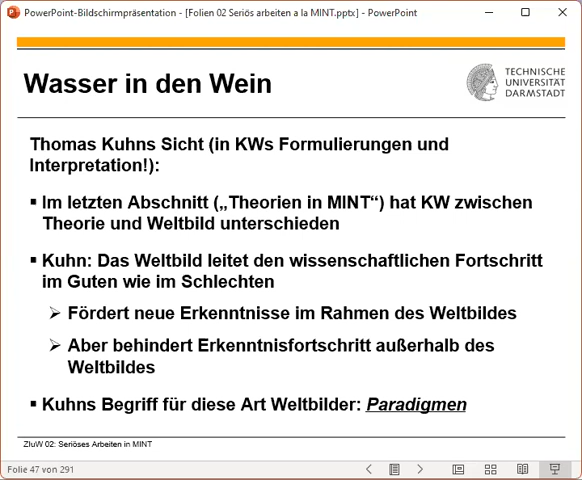 PowerPoint-Bildschirmpräsentation - [Folien 02 Seriös arbeiten a la MINT.pptx] - PowerPoint
Wasser in den Wein
TECHNISCHE
UNIVERSITÄT
DARMSTADT
Thomas Kuhns Sicht (in KWs Formulierungen und
Interpretation!):
▪ Im letzten Abschnitt („Theorien in MINT“) hat KW zwischen
Theorie und Weltbild unterschieden
▪ Kuhn: Das Weltbild leitet den wissenschaftlichen Fortschritt
im Guten wie im Schlechten
➢ Fördert neue Erkenntnisse im Rahmen des Weltbildes
➢ Aber behindert Erkenntnisfortschritt außerhalb des
Weltbildes
▪ Kuhns Begriff für diese Art Weltbilder: Paradigmen
ZIuW 02: Seriöses Arbeiten in MINT
Folie 47 von 291